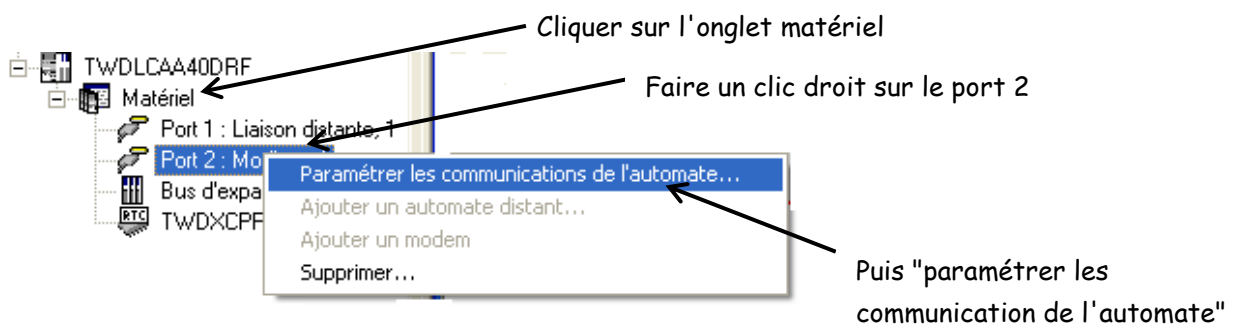 Cliquer sur l'onglet matériel
TWDLCAA40DRF
Faire un clic droit sur le port 2
Matériel
Port 1 : Liaison distante, 1
Port 2 : Mo
Paramétrer les communications de l'automate...
Bus d'expa
Ajouter un automate distant...
TWDXCPF
Ajouter un modem
Supprimer...
Puis "paramétrer les
communication de l'automate"
RTC